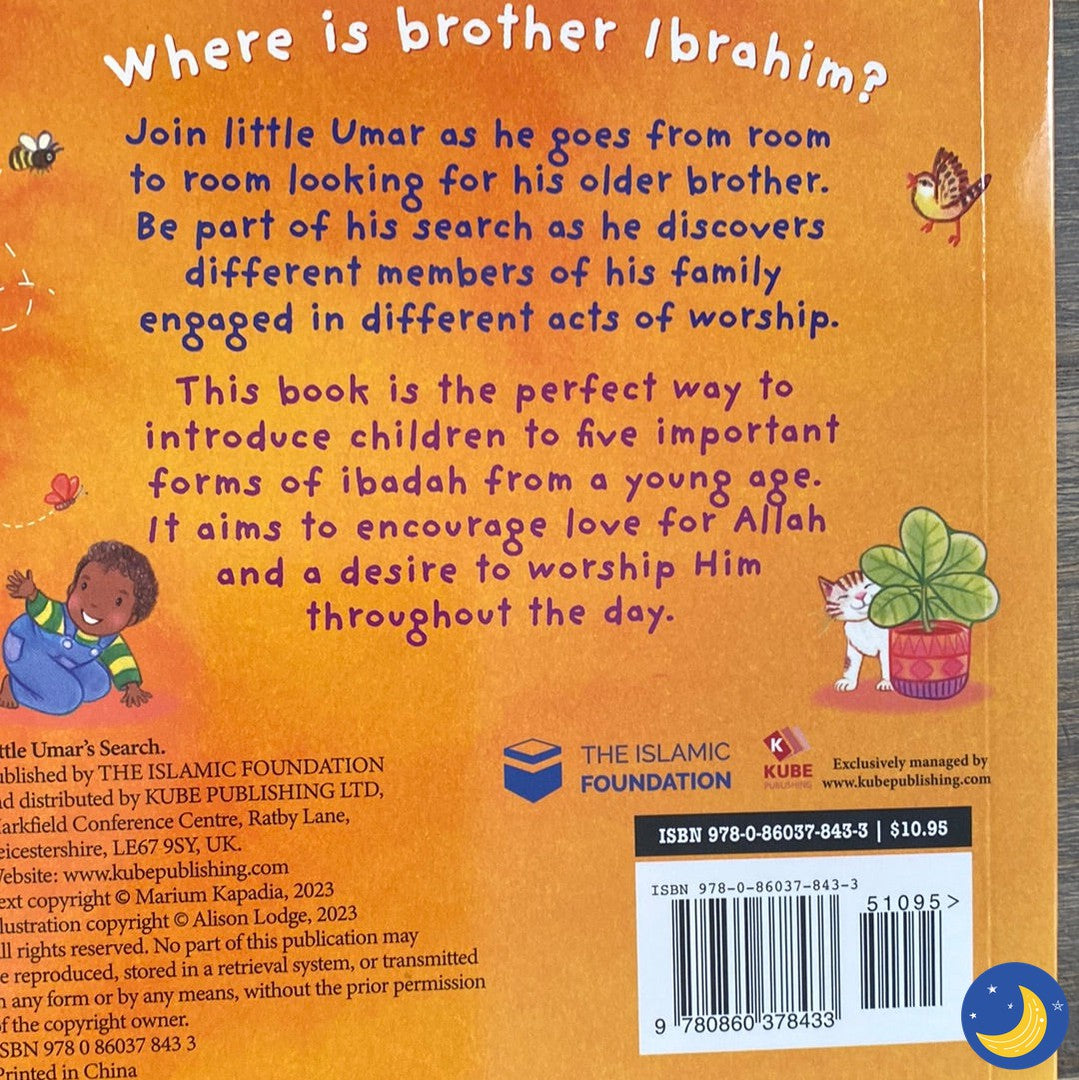 Where is brother Ibrahim?
Join little Umar as he goes from room
to room looking for his older brother.
Be part of his search as he discovers
different members of his family
engaged in different acts of worship.
This book is the perfect way to
introduce children to five important
forms of ibadah from a young age.
It aims to encourage love for Allah
and a desire to worship Him
throughout the day.
ttle Umar's Search.
ublished by THE ISLAMIC FOUNDATION
nd distributed by KUBE PUBLISHING LTD,
arkfield Conference Centre, Ratby Lane,
eicestershire, LE67 9SY, UK.
ebsite: www.kubepublishing.com
ext copyright © Marium Kapadia, 2023
lustration copyright © Alison Lodge, 2023
ll rights reserved. No part of this publication may
e reproduced, stored in a retrieval system, or transmitted
n any form or by any means, without the prior permission
f the copyright owner.
SBN 978 0 86037 843 3
Printed in China
THE ISLAMIC
FOUNDATION
K
KUBE
PUBLISHING
Exclusively managed by
www.kubepublishing.com
ISBN 978-0-86037-843-3 | $10.95
ISBN 978-0-86037-843-3
51095>
9 780860 378433